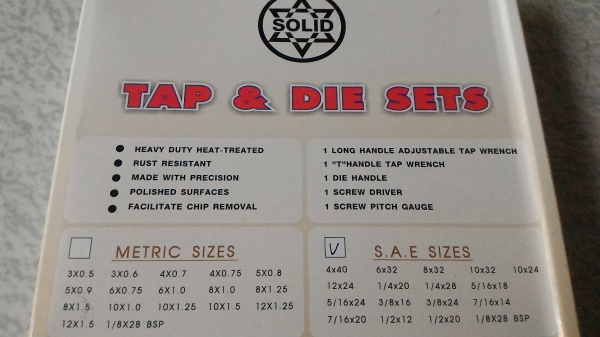 SOLID
TAP & DIE SETS
HEAVY DUTY HEAT-TREATED
RUST RESISTANT
MADE WITH PRECISION
POLISHED SURFACES
FACILITATE CHIP REMOVAL
1 LONG HANDLE ADJUSTABLE TAP WRENCH
1 "T"HANDLE TAP WRENCH
1 DIE HANDLE
1 SCREW DRIVER
1 SCREW PITCH GAUGE
METRIC SIZES
3X0.5 3X0.6 4X0.7 4X0.75 5X0.8
5X0.9 6X0.75 6X1.0 8X1.0 8X1.25
8X1.5 10X1.0 10X1.25 10X1.5 12X1.25
12X1.5 1/8X28 BSP
V S.A.E SIZES
4x40 6x32 8x32 10x32 10x24
12x24 1/4x20 1/4x28 5/16x18
5/16x24 3/8x16 3/8x24 7/16x14
7/16x20 1/2x12 1/2x20 1/8X28 BSP